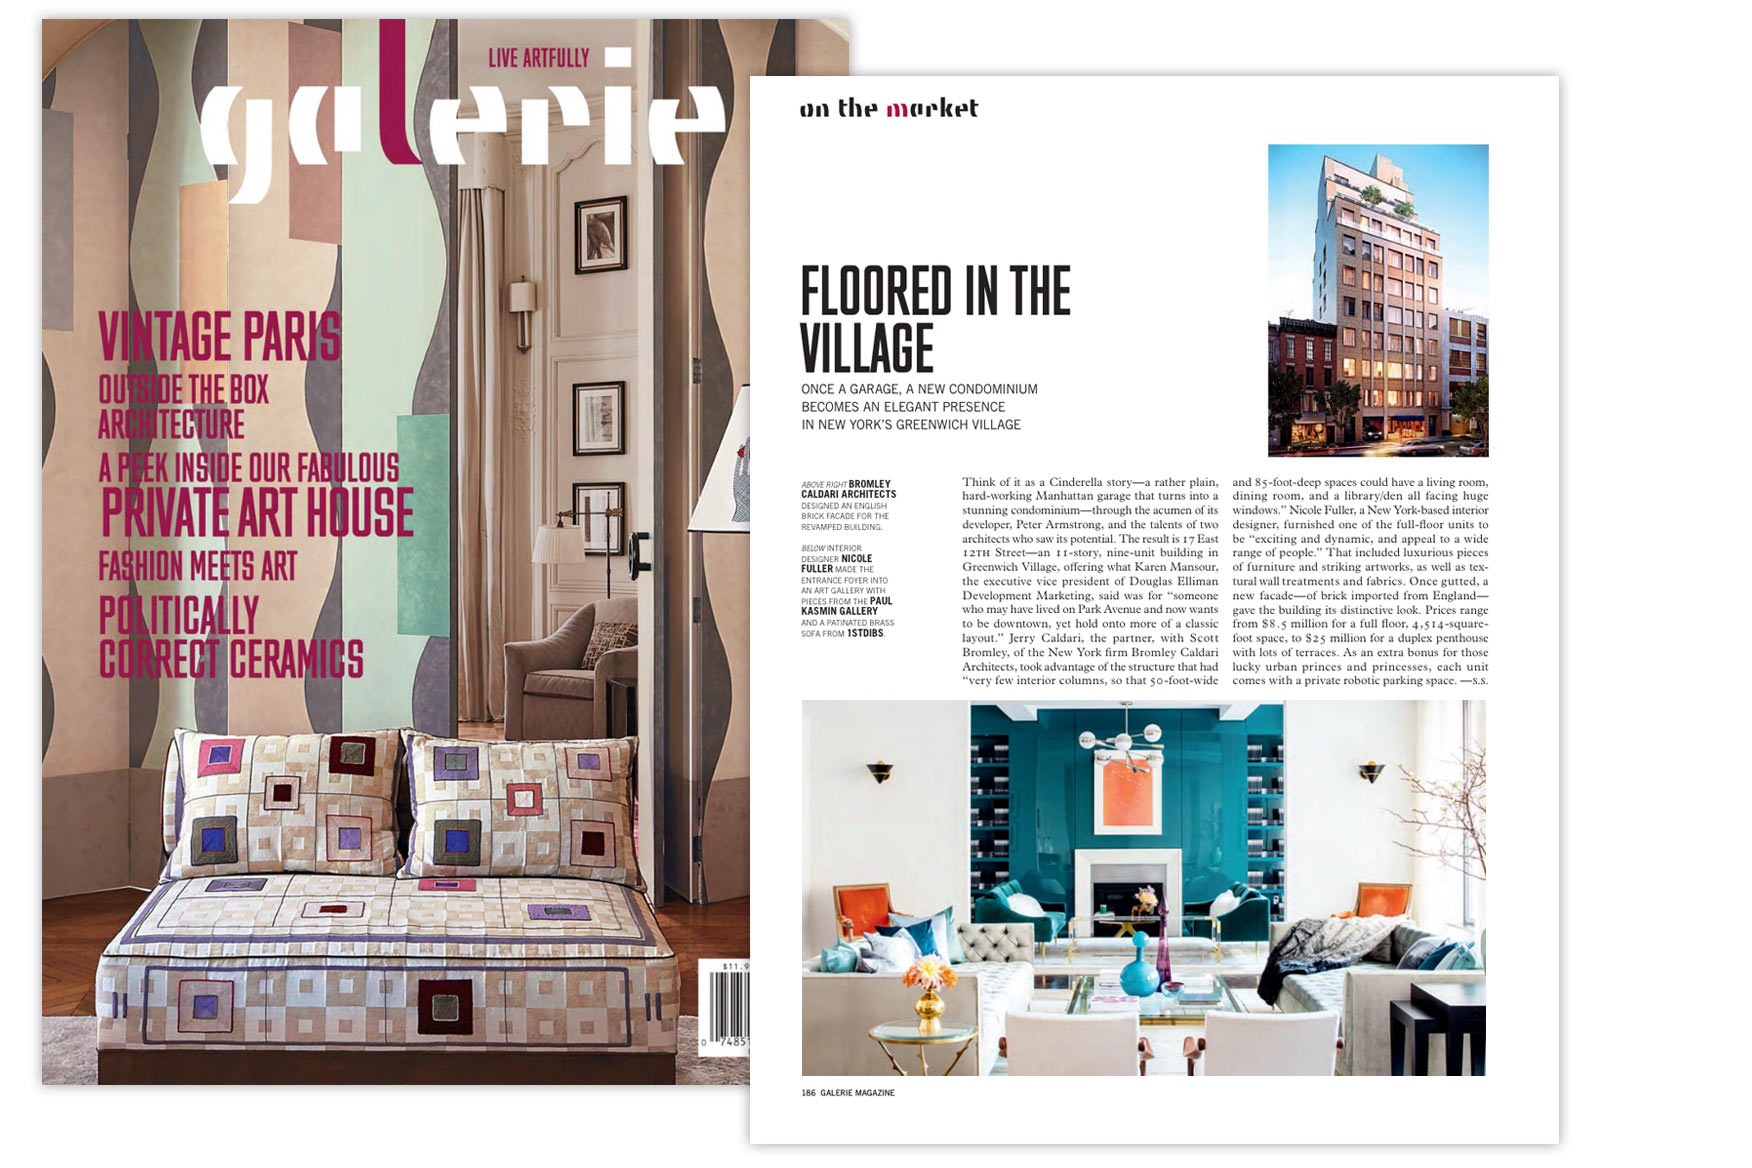 LIVE ARTFULLY
galerie
VINTAGE PARIS
OUTSIDE THE BOX
ARCHITECTURE
A PEEK INSIDE OUR FABULOUS
PRIVATE ART HOUSE
FASHION MEETS ART
POLITICALLY
CORRECT CERAMICS
$11.9
0 74851
on the market
FLOORED IN THE
VILLAGE
ONCE A GARAGE, A NEW CONDOMINIUM
BECOMES AN ELEGANT PRESENCE
IN NEW YORK'S GREENWICH VILLAGE
ABOVE RIGHT BROMLEY
CALDARI ARCHITECTS
DESIGNED AN ENGLISH
BRICK FACADE FOR THE
REVAMPED BUILDING.
BELOW INTERIOR
DESIGNER NICOLE
FULLER MADE THE
ENTRANCE FOYER INTO
AN ART GALLERY WITH
PIECES FROM THE PAUL
KASMIN GALLERY
AND A PATINATED BRASS
SOFA FROM 1STDIBS.
Think of it as a Cinderella story—a rather plain,
hard-working Manhattan garage that turns into a
stunning condominium—through the acumen of its
developer, Peter Armstrong, and the talents of two
architects who saw its potential. The result is 17 East
12TH Street—an 11-story, nine-unit building in
Greenwich Village, offering what Karen Mansour,
the executive vice president of Douglas Elliman
Development Marketing, said was for “someone
who may have lived on Park Avenue and now wants
to be downtown, yet hold onto more of a classic
layout.” Jerry Caldari, the partner, with Scott
Bromley, of the New York firm Bromley Caldari
Architects, took advantage of the structure that had
“very few interior columns, so that 50-foot-wide
and 85-foot-deep spaces could have a living room,
dining room, and a library/den all facing huge
windows.” Nicole Fuller, a New York-based interior
designer, furnished one of the full-floor units to
be “exciting and dynamic, and appeal to a wide
range of people.” That included luxurious pieces
of furniture and striking artworks, as well as tex-
tural wall treatments and fabrics. Once gutted, a
new facade—of brick imported from England—
gave the building its distinctive look. Prices range
from $8.5 million for a full floor, 4,514-square-
foot space, to $25 million for a duplex penthouse
with lots of terraces. As an extra bonus for those
lucky urban princes and princesses, each unit
comes with a private robotic parking space. —S.S.
186 GALERIE MAGAZINE